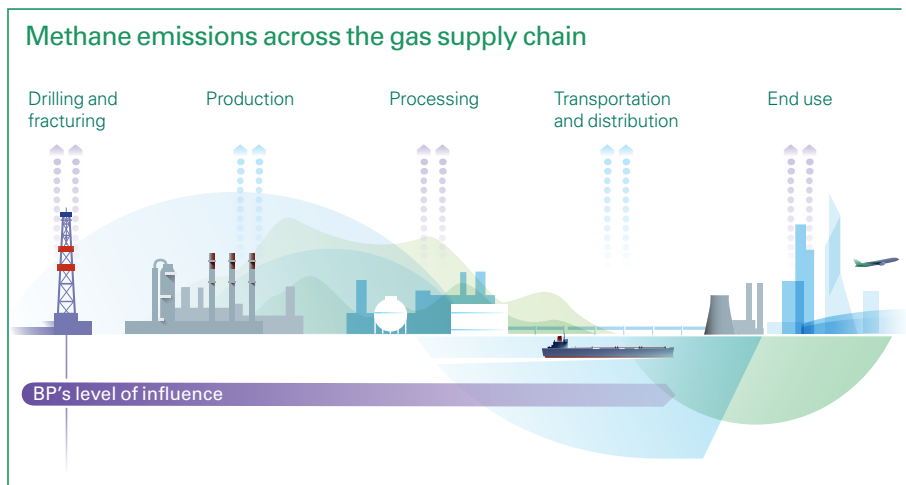 Methane emissions across the gas supply chain
Drilling and
fracturing
Production
Processing
Transportation
and distribution
End use
BP's level of influence